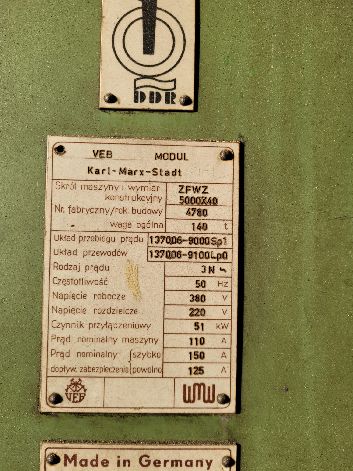 DDR
VEB MODUL
Karl-Marx-Stadt
Skrót maszyny i wymiar konstrukcyjny ZFWZ 5000X40
Nr. fabryczny/rok budowy 4780
waga ogólna 140 t
Układ przebiegu prądu 137006-9000Sp1
Układ przewodów 137006-9100Lp0
Rodzaj prądu 3N
Częstotliwość 50 Hz
Napięcie robocze 380 V
Napięcie rozdzielcze 220 V
Czynnik przyłączeniowy 51 kW
Prąd nominalny maszyny 110 A
Prąd nominalny szybko 150 A
dopływ. zabezpieczenia powolno 125 A
VEB WMW
Made in Germany